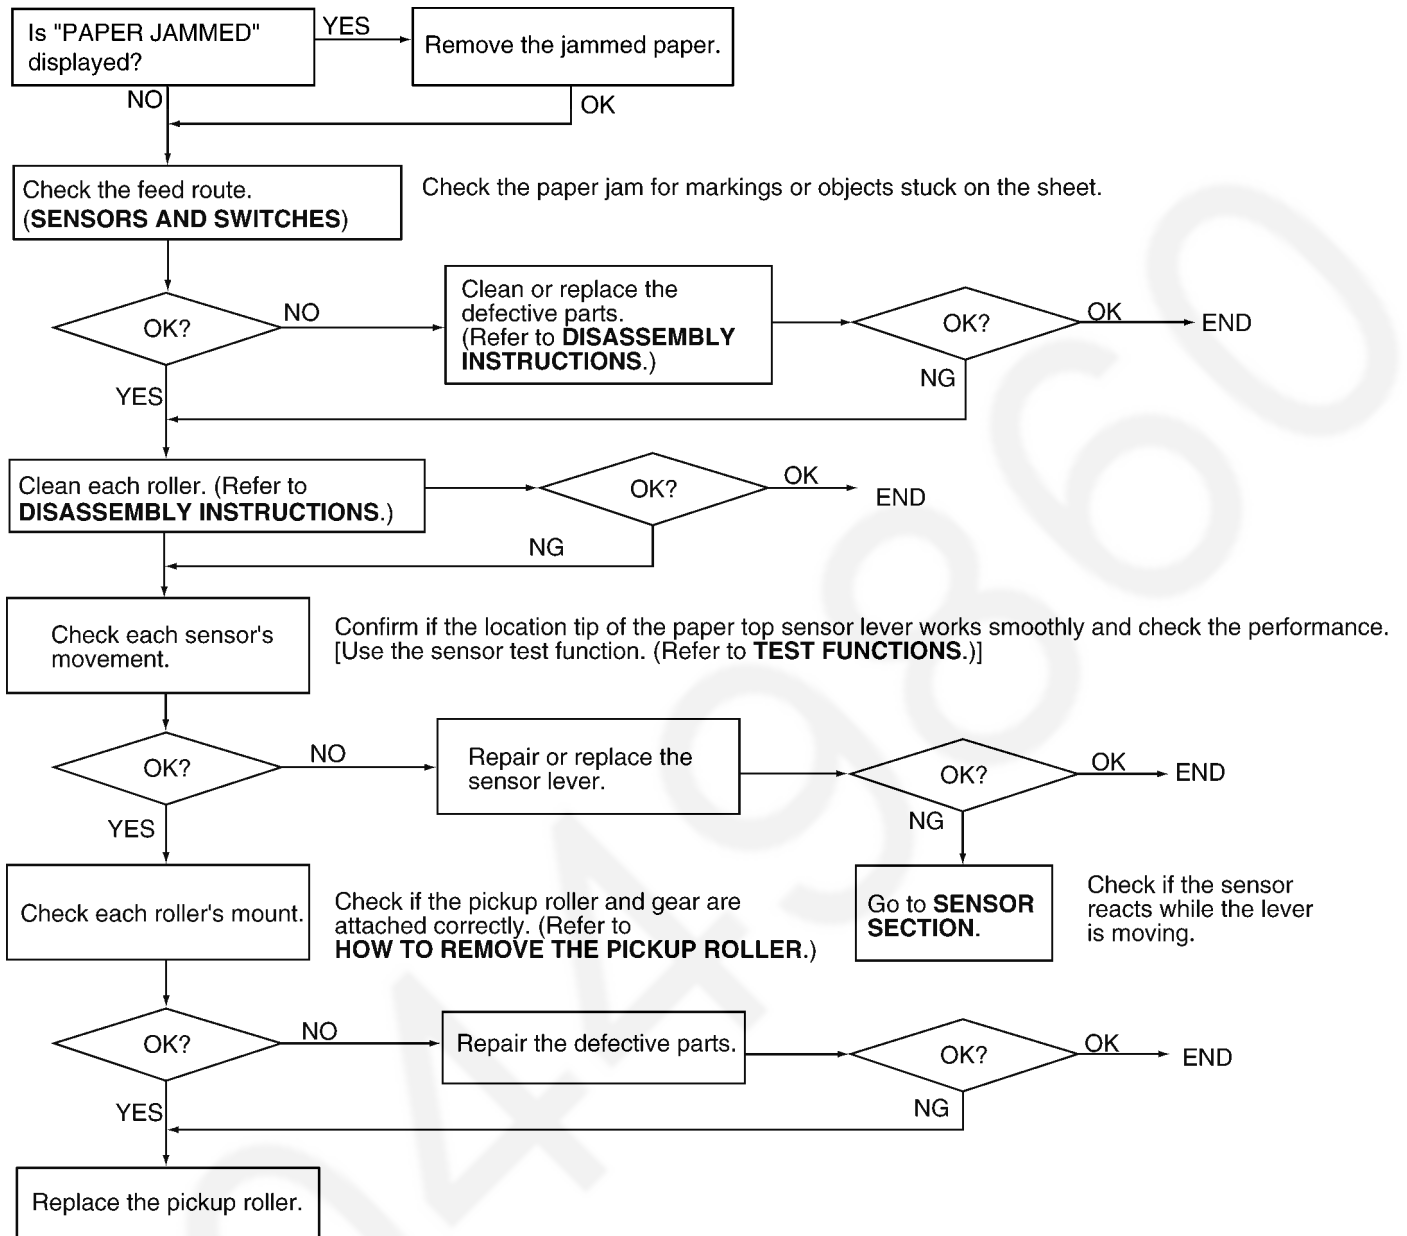 Is "PAPER JAMMED"
displayed?
YES
Remove the jammed paper.
NO
OK
Check the feed route.
(SENSORS AND SWITCHES)
Check the paper jam for markings or objects stuck on the sheet.
OK?
NO
Clean or replace the
defective parts.
(Refer to DISASSEMBLY
INSTRUCTIONS.)
OK?
OK
END
NG
YES
Clean each roller. (Refer to
DISASSEMBLY INSTRUCTIONS.)
OK?
OK
END
NG
Check each sensor's
movement.
Confirm if the location tip of the paper top sensor lever works smoothly and check the performance.
[Use the sensor test function. (Refer to TEST FUNCTIONS.)]
OK?
NO
Repair or replace the
sensor lever.
OK?
OK
END
YES
NG
Check each roller's mount.
Check if the pickup roller and gear are
attached correctly. (Refer to
HOW TO REMOVE THE PICKUP ROLLER.)
Go to SENSOR
SECTION.
Check if the sensor
reacts while the lever
is moving.
OK?
NO
Repair the defective parts.
OK?
OK
END
YES
NG
Replace the pickup roller.
0449860